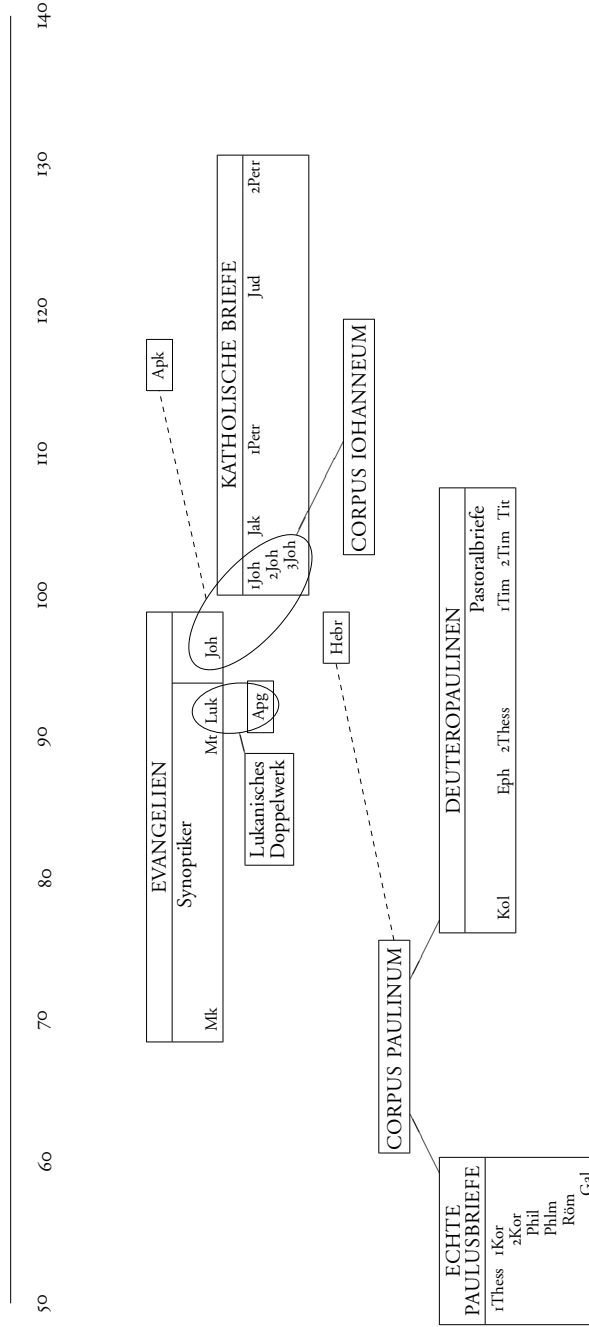 50 60 70 80 90 100 110 120 130 140
Apk
EVANGELIEN
Synoptiker
Mk Mt Luk Joh
KATHOLISCHE BRIEFE
1Joh Jak 1Petr Jud 2Petr
2Joh
3Joh
Apg
Lukanisches
Doppelwerk
Hebr
CORPUS IOHANNEUM
CORPUS PAULINUM
ECHTE
PAULUSBRIEFE
1Thess 1Kor
2Kor
Phil
Phlm
Röm
Gal
DEUTEROPAULINEN
Pastoralbriefe
Kol Eph 2Thess 1Tim 2Tim Tit